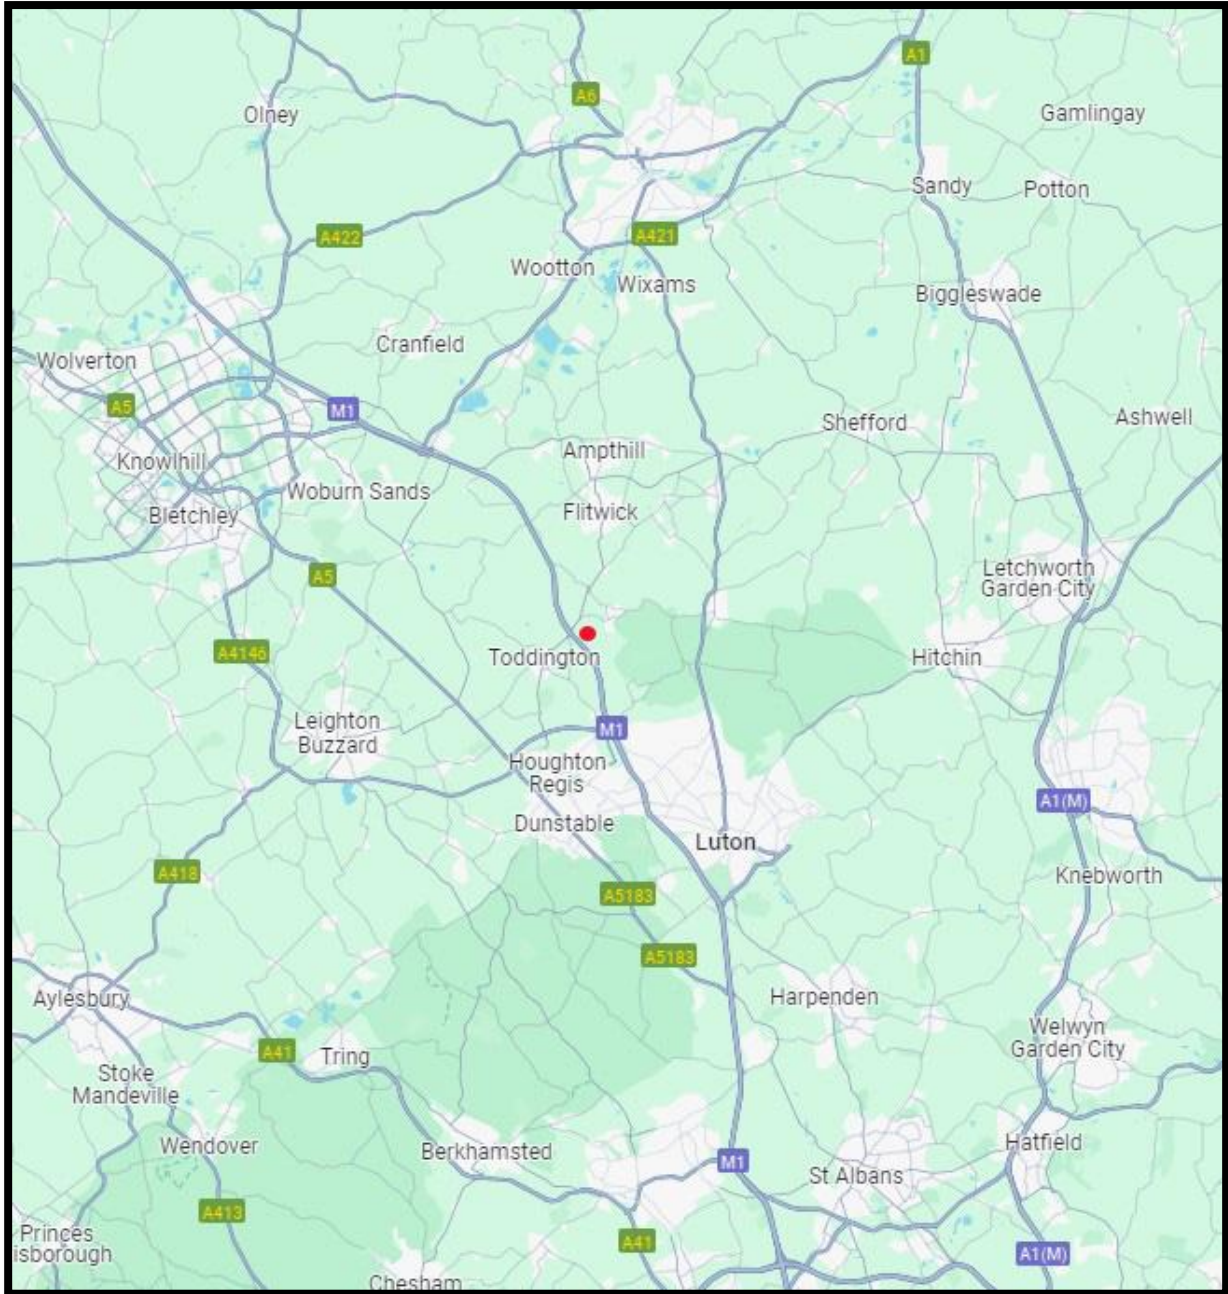 A1
A6
Olney
Gamlingay
Sandy
Potton
A422
A421
Wootton
Wixams
Biggleswade
Cranfield
Wolverton
A5
M1
Ashwell
Shefford
Ampthill
Knowlhill
Woburn Sands
Flitwick
Bletchley
A5
Letchworth
Garden City
A4146
Toddington
Hitchin
Leighton
Buzzard
M1
Houghton
Regis
A1(M)
Dunstable
Luton
A418
Knebworth
A5183
A5183
Aylesbury
Harpenden
Welwyn
Garden City
A41
Tring
Stoke
Mandeville
Wendover
Berkhamsted
Hatfield
M1
St Albans
A413
Princes
isborough
A41
A1(M)
Chesham